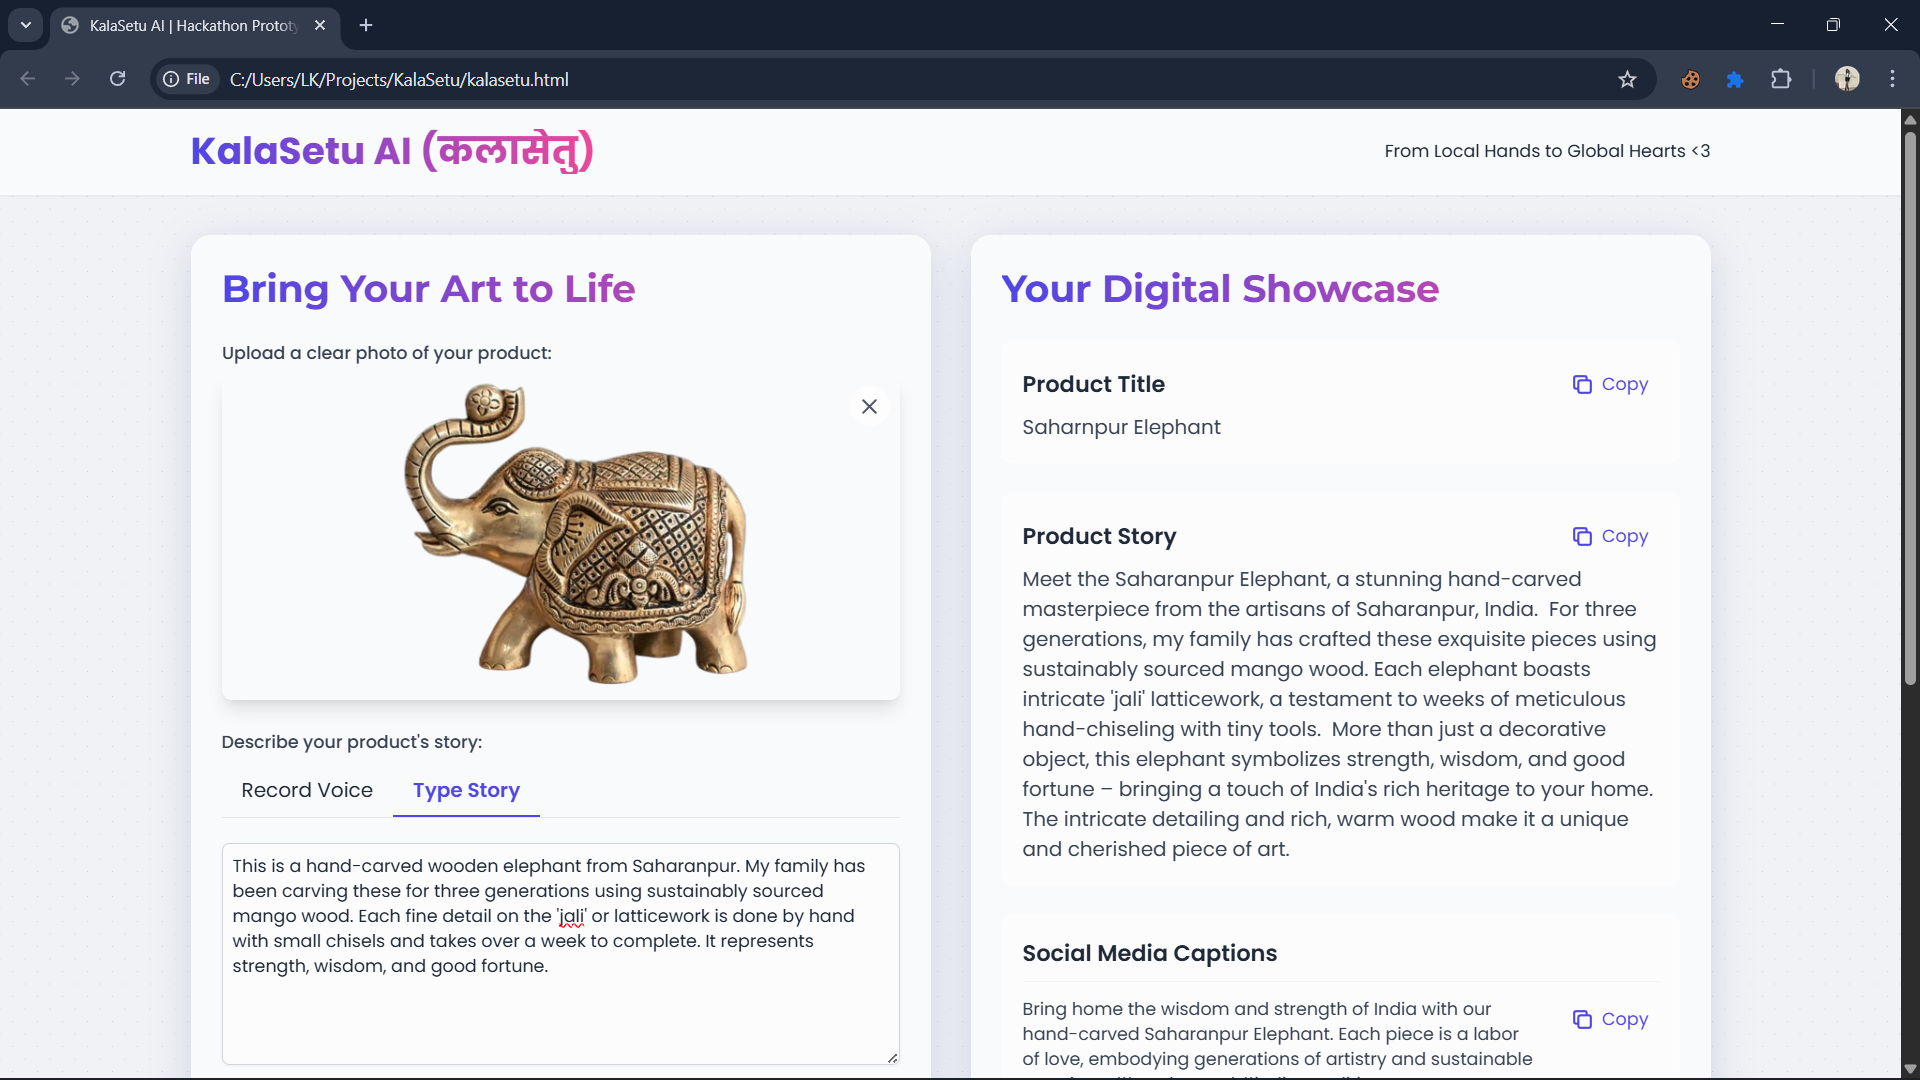 KalaSetu AI | Hackathon Prototy
File
C:/Users/LK/Projects/KalaSetu/kalasetu.html
KalaSetu AI (कलासेतु)
From Local Hands to Global Hearts <3
Bring Your Art to Life
Upload a clear photo of your product:
Describe your product's story:
Record Voice
Type Story
This is a hand-carved wooden elephant from Saharanpur. My family has
been carving these for three generations using sustainably sourced
mango wood. Each fine detail on the 'jali' or latticework is done by hand
with small chisels and takes over a week to complete. It represents
strength, wisdom, and good fortune.
Your Digital Showcase
Product Title
Copy
Saharnpur Elephant
Product Story
Copy
Meet the Saharanpur Elephant, a stunning hand-carved
masterpiece from the artisans of Saharanpur, India.  For three
generations, my family has crafted these exquisite pieces using
sustainably sourced mango wood. Each elephant boasts
intricate 'jali' latticework, a testament to weeks of meticulous
hand-chiseling with tiny tools.  More than just a decorative
object, this elephant symbolizes strength, wisdom, and good
fortune – bringing a touch of India's rich heritage to your home.
The intricate detailing and rich, warm wood make it a unique
and cherished piece of art.
Social Media Captions
Bring home the wisdom and strength of India with our
hand-carved Saharanpur Elephant. Each piece is a labor
of love, embodying generations of artistry and sustainable
Copy